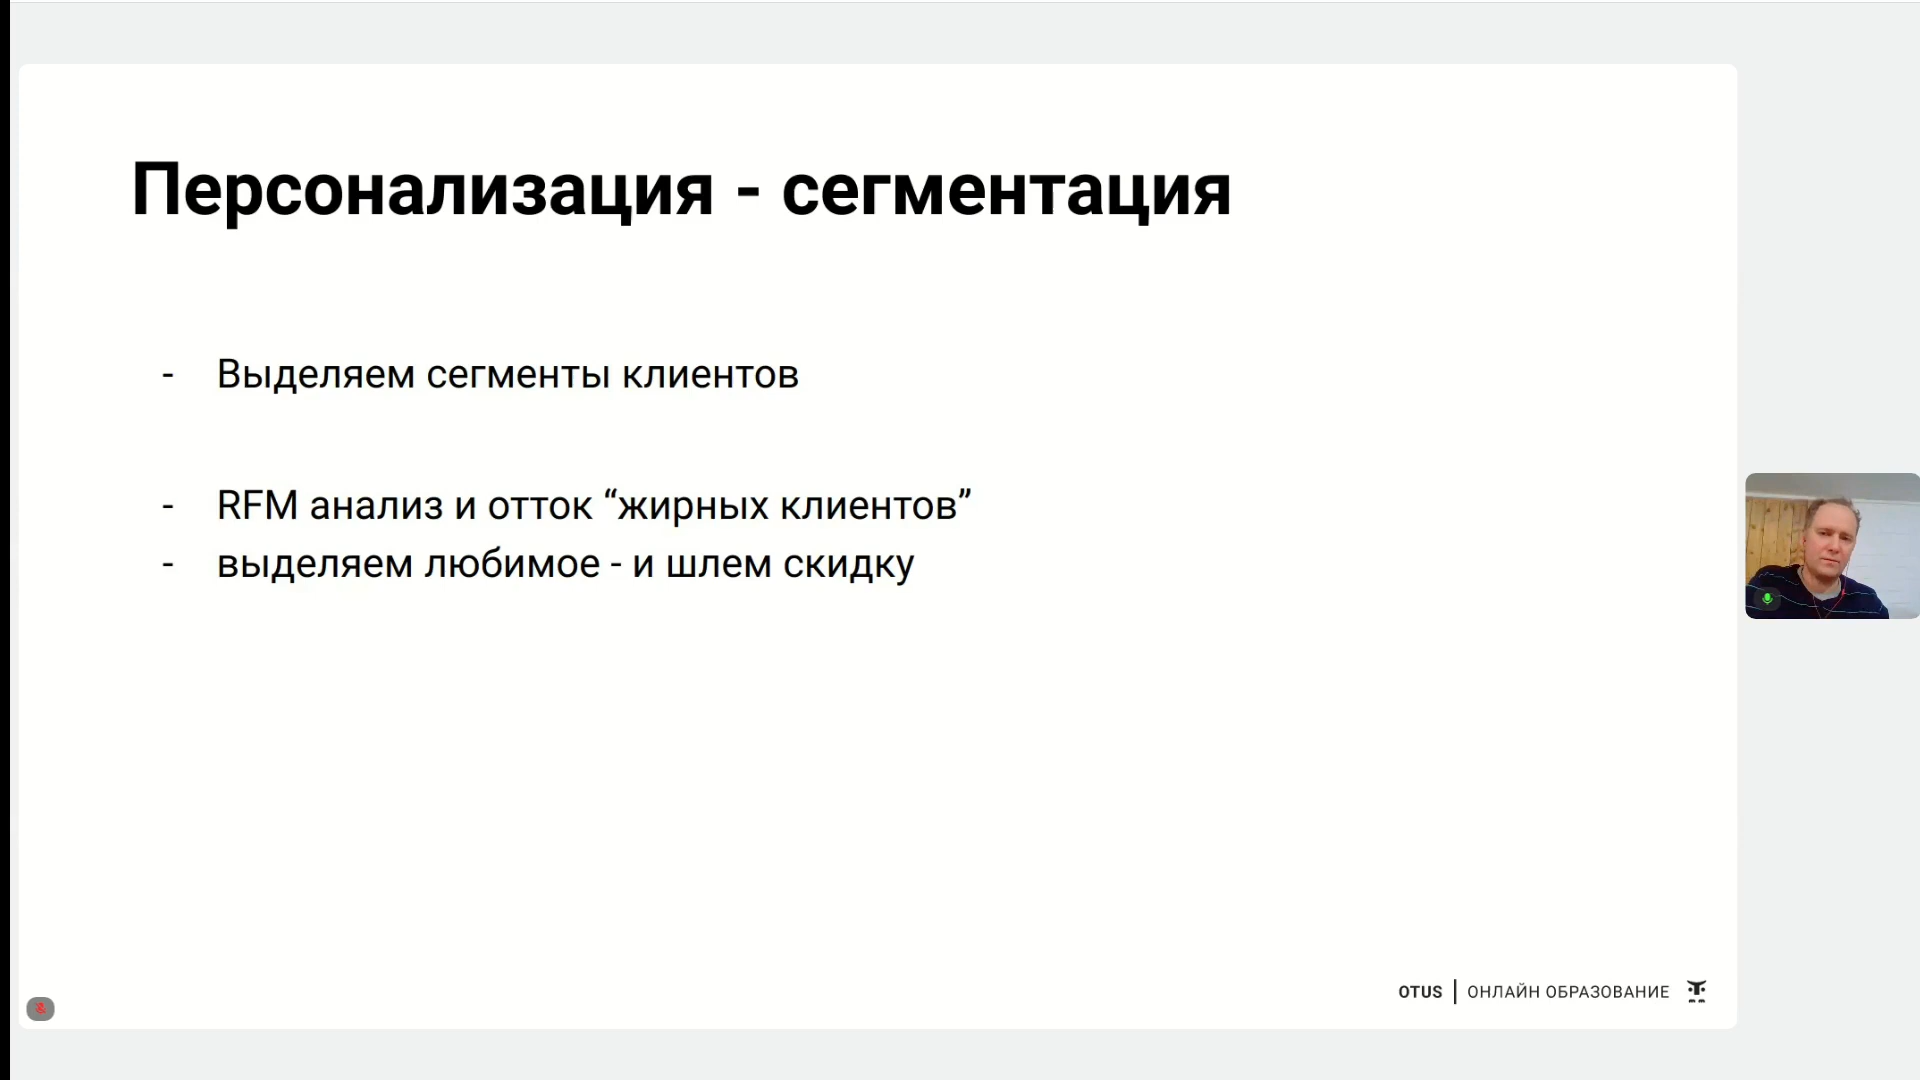 Персонализация - сегментация
- Выделяем сегменты клиентов
- RFM анализ и отток “жирных клиентов”
- выделяем любимое - и шлем скидку
OTUS | ОНЛАЙН ОБРАЗОВАНИЕ